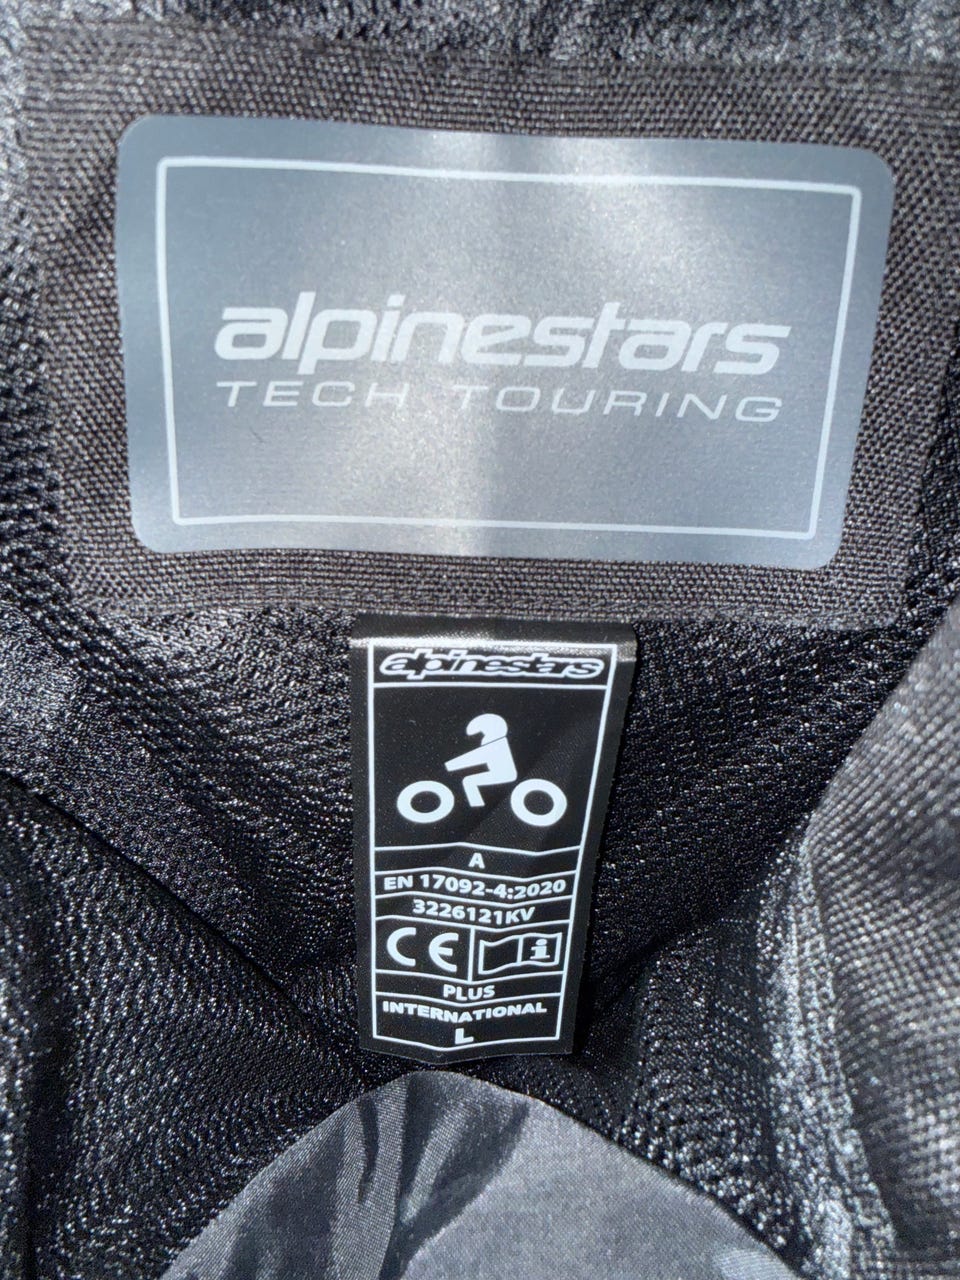 alpinestars
TECH TOURING
alpinestars
A
EN 17092-4:2020
3226121KV
CE
i
PLUS
INTERNATIONAL
L